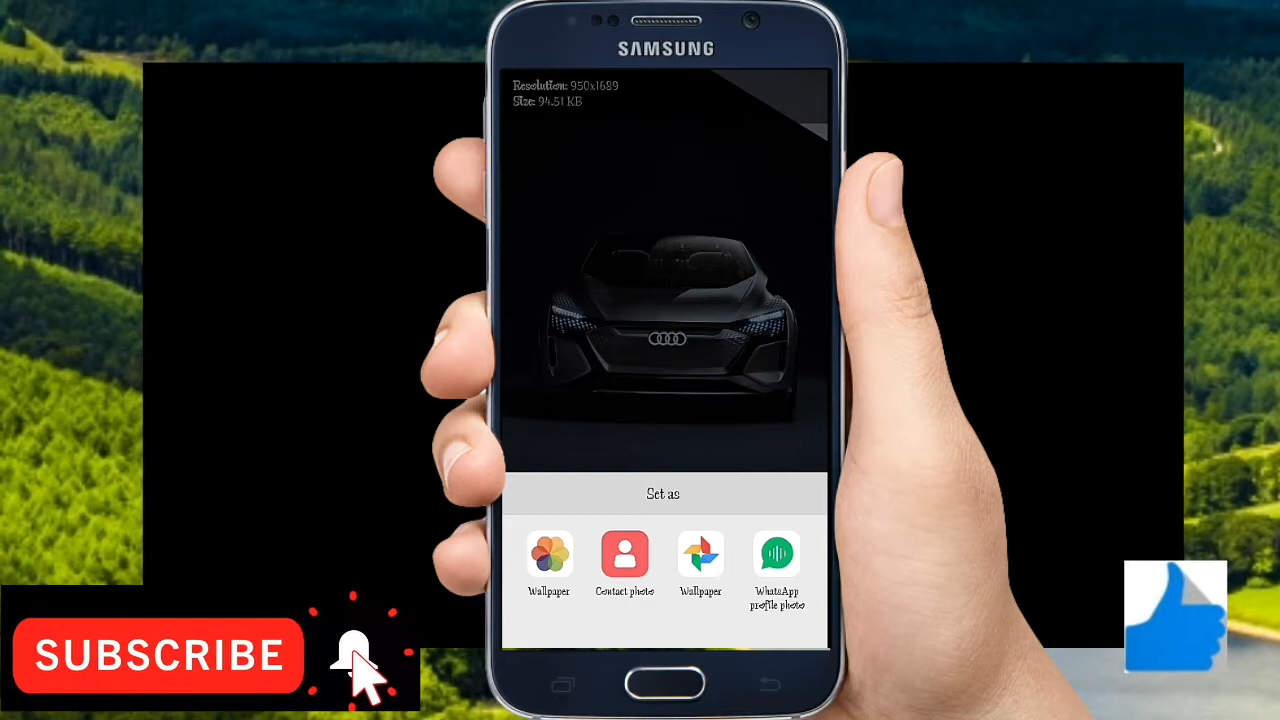 SAMSUNG
Resolution: 950x1689
Size: 94.51 KB
Set as
Wallpaper
Contact photo
Wallpaper
WhatsApp
profile photo
SUBSCRIBE